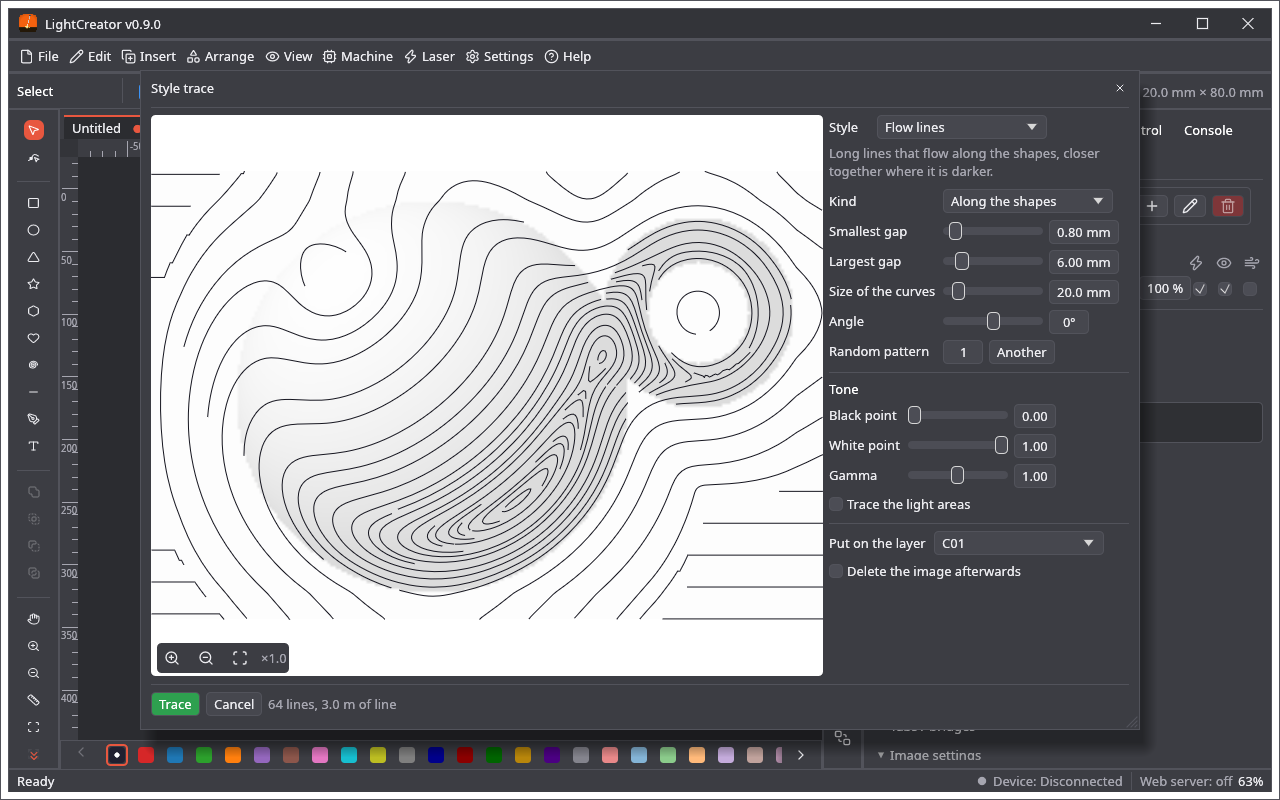 LightCreator v0.9.0
File Edit Insert Arrange View Machine Laser Settings Help
Select
Style trace
20.0 mm × 80.0 mm
Untitled
trol Console
Style Flow lines
Long lines that flow along the shapes, closer
together where it is darker.
Kind Along the shapes
Smallest gap 0.80 mm
Largest gap 6.00 mm
Size of the curves 20.0 mm
100 %
Angle 0°
Random pattern 1 Another
Tone
Black point 0.00
White point 1.00
Gamma 1.00
Trace the light areas
Put on the layer C01
Delete the image afterwards
-50
0
50
100
150
200
250
300
350
400
×1.0
Trace Cancel 64 lines, 3.0 m of line
Image settings
Ready
Device: Disconnected Web server: off 63%